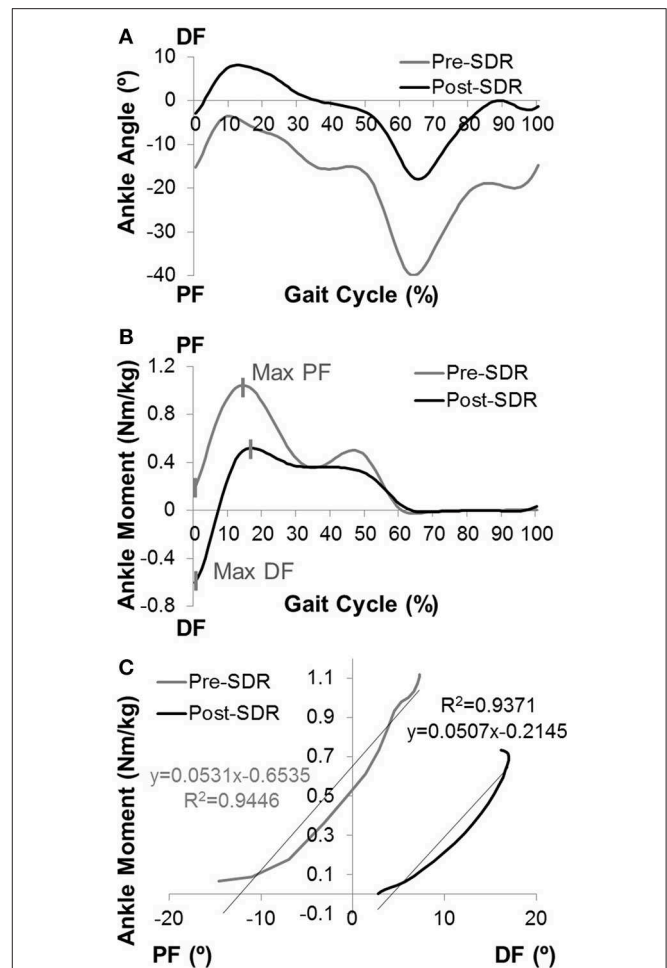 A DF
10
0
-10
-20
-30
-40
Ankle Angle (º)
Pre-SDR
Post-SDR
0 10 20 30 40 50 60 70 80 90 100
PF Gait Cycle (%)
B PF
1.2
0.8
0.4
0
-0.4
-0.8
Ankle Moment (Nm/kg)
Max PF
Pre-SDR
Post-SDR
0 10 20 30 40 50 60 70 80 90 100
Max DF
Gait Cycle (%)
DF
C
Pre-SDR
Post-SDR
Ankle Moment (Nm/kg)
1.1
0.9
0.7
0.5
0.3
0.1
-0.1
R²=0.9371
y=0.0507x-0.2145
y=0.0531x-0.6535
R²=0.9446
-20 -10 0 10 20
PF (º) DF (º)